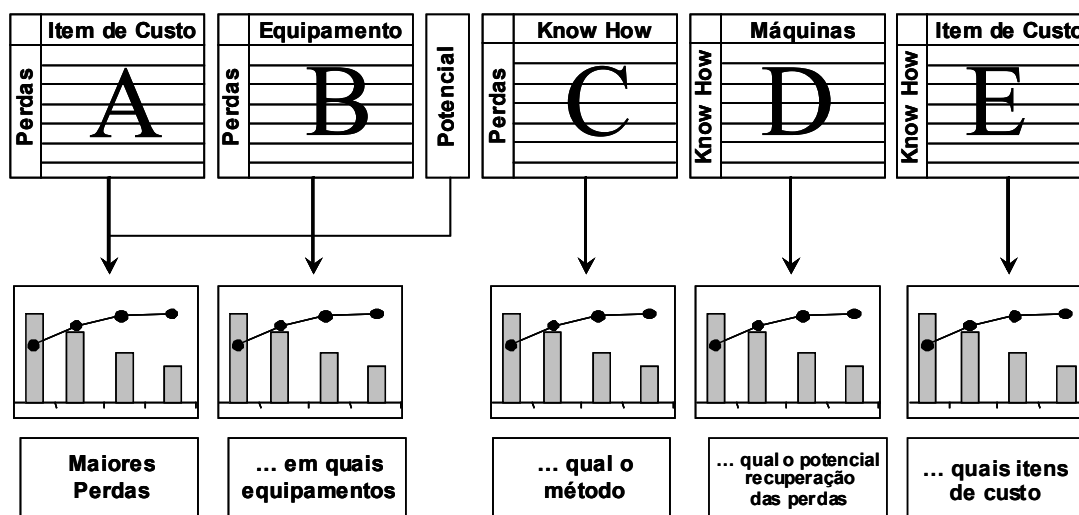 Item de Custo
Perdas
A
Equipamento
Perdas
B
Potencial
Know How
Perdas
C
Máquinas
Know How
D
Item de Custo
Know How
E
Maiores
Perdas
... em quais
equipamentos
... qual o
método
... qual o potencial
recuperação
das perdas
... quais itens
de custo